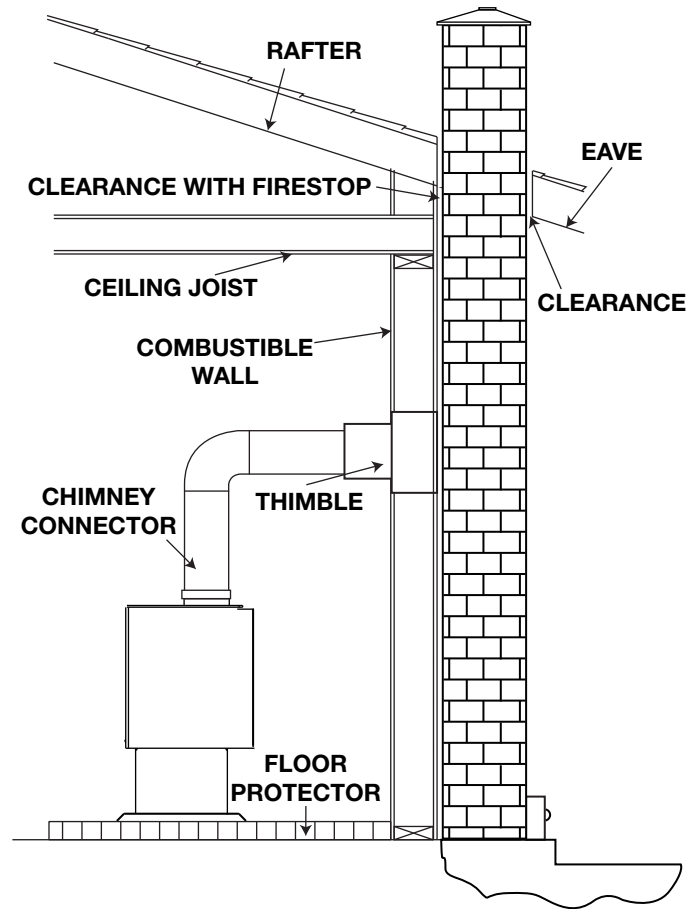 RAFTER
EAVE
CLEARANCE WITH FIRESTOP
CEILING JOIST
CLEARANCE
COMBUSTIBLE
WALL
CHIMNEY
CONNECTOR
THIMBLE
FLOOR
PROTECTOR